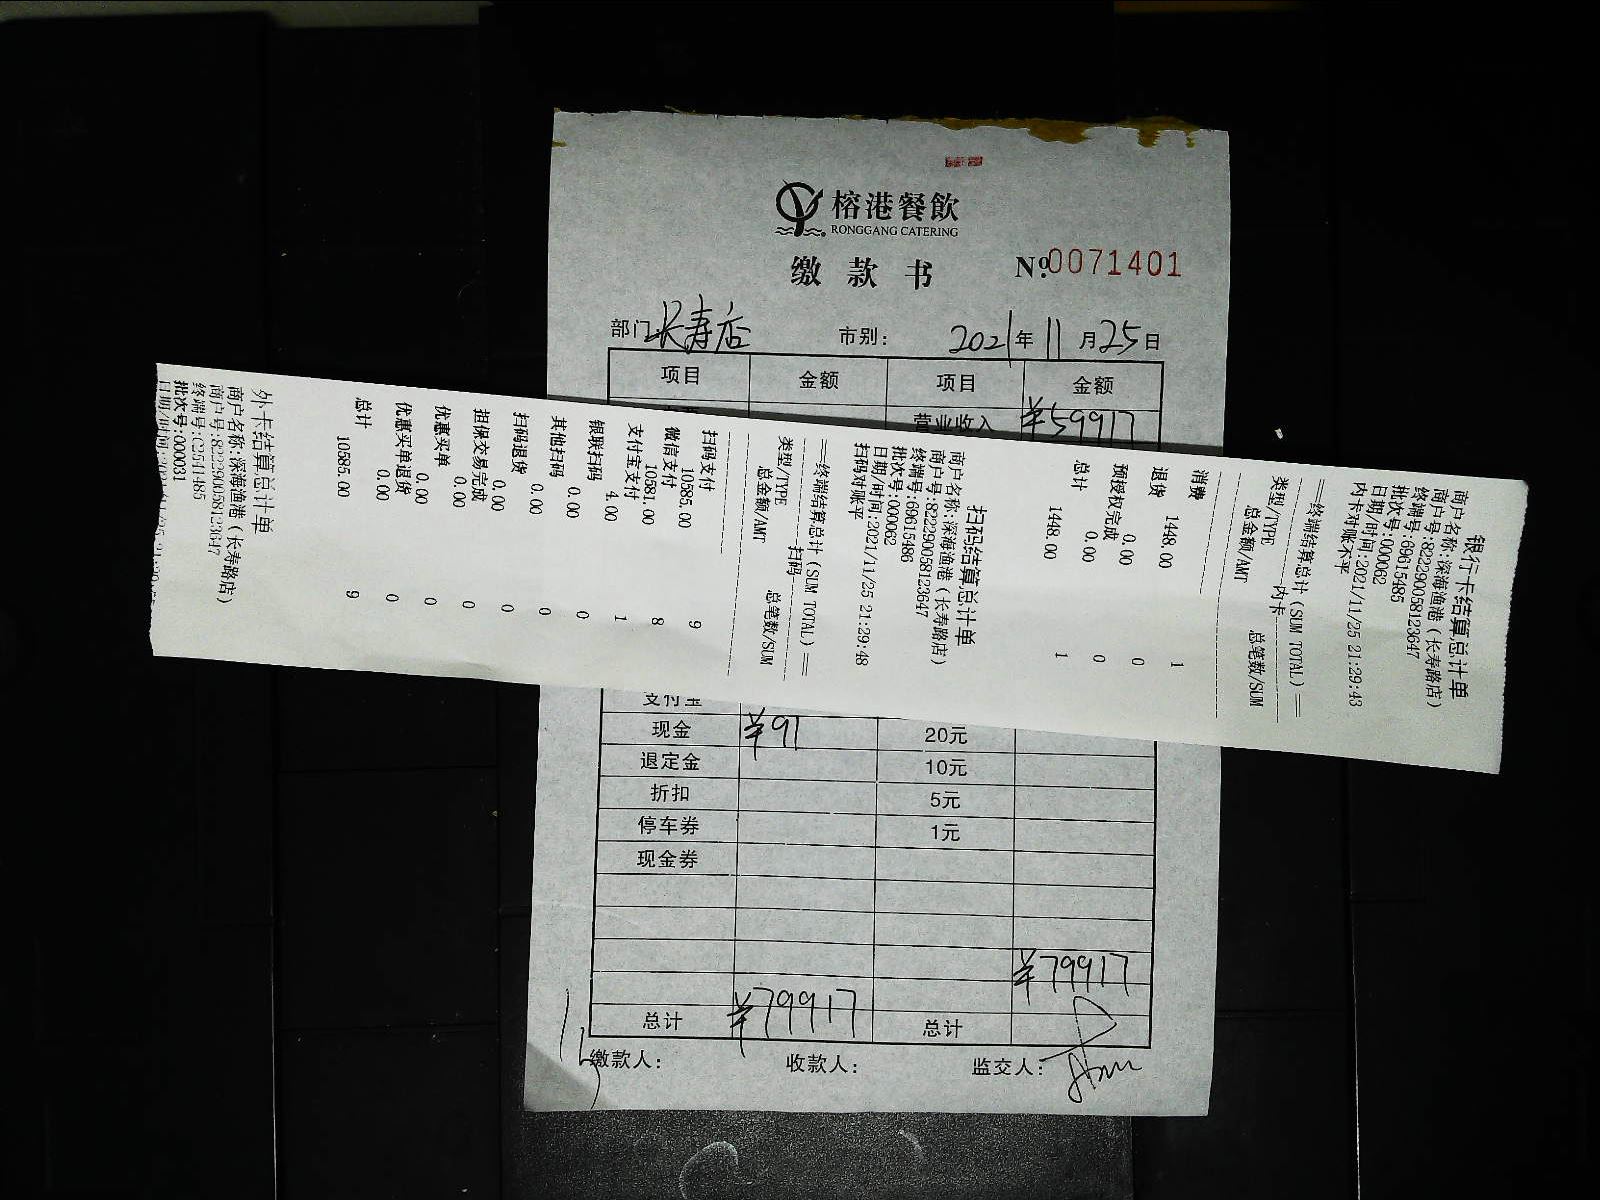 榕港餐飲
RONGGANG CATERING
缴款书
No.0071401
部门:长寿店 市别: 2021年11月25日
项目 金额 项目 金额
营业收入 ¥59917
现金 ¥91 20元
退定金 10元
折扣 5元
停车券 1元
现金券
¥79917
总计 ¥79917 总计
缴款人: 收款人: 监交人:
银行卡结算总计单
商户名称:深海渔港(长寿路店)
商户号:822290058123647
终端号:69615485
批次号:000062
日期/时间:2021/11/25 21:29:43
内卡对账不平
==终端结算总计(SUM TOTAL)==
内卡
类型/TYPE 总笔数/SUM
总金额/AMT
消费 1
1448.00
退货 0
0.00
预授权完成 0
0.00
总计 1
1448.00
扫码结算总计单
商户名称:深海渔港(长寿路店)
商户号:822290058123647
终端号:69615486
批次号:000062
日期/时间:2021/11/25 21:29:48
扫码对账平
==终端结算总计(SUM TOTAL)==
扫码
类型/TYPE 总笔数/SUM
总金额/AMT
扫码支付 9
10585.00
微信支付 8
10581.00
支付宝支付 1
4.00
银联扫码 0
0.00
其他扫码 0
0.00
扫码退货 0
0.00
担保交易完成 0
0.00
优惠买单 0
0.00
优惠买单退货 0
0.00
总计 9
10585.00
外卡结算总计单
商户名称:深海渔港(长寿路店)
商户号:822290058123647
终端号:C2541485
批次号:000031
日期/时间: